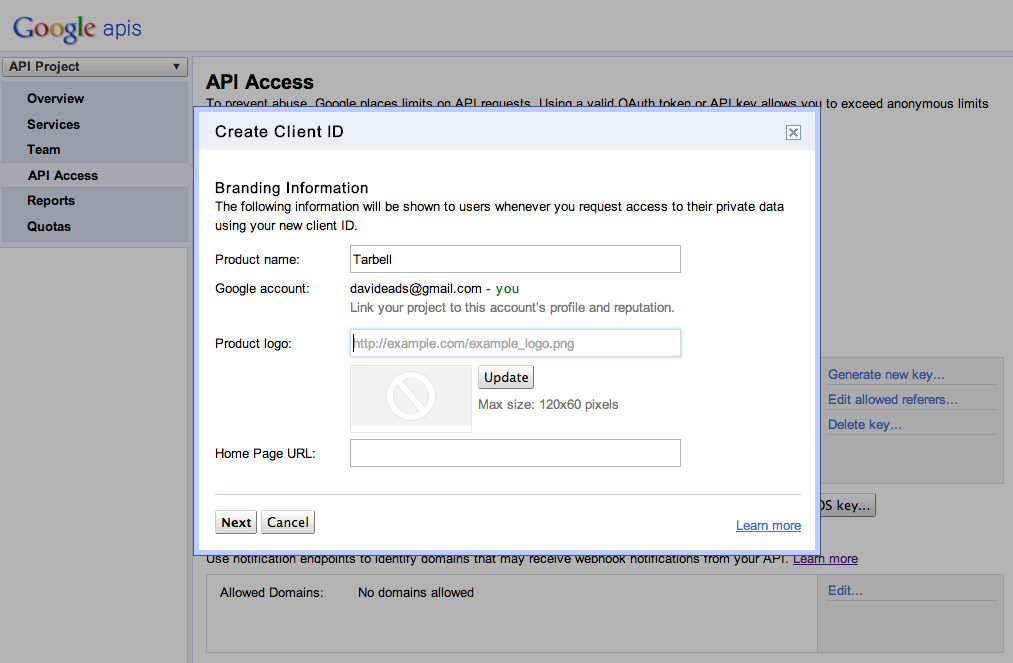 Google apis
API Project
Overview
Services
Team
API Access
Reports
Quotas
API Access
To prevent abuse, Google places limits on API requests. Using a valid OAuth token or API key allows you to exceed anonymous limits
Create Client ID
Branding Information
The following information will be shown to users whenever you request access to their private data
using your new client ID.
Product name: Tarbell
Google account: davideads@gmail.com - you
Link your project to this account's profile and reputation.
Product logo: http://example.com/example_logo.png
Update
Max size: 120x60 pixels
Home Page URL:
Next Cancel Learn more
Generate new key...
Edit allowed referers...
Delete key...
key...
Use notification endpoints to identify domains that may receive webhook notifications from your API. Learn more
Allowed Domains: No domains allowed Edit...